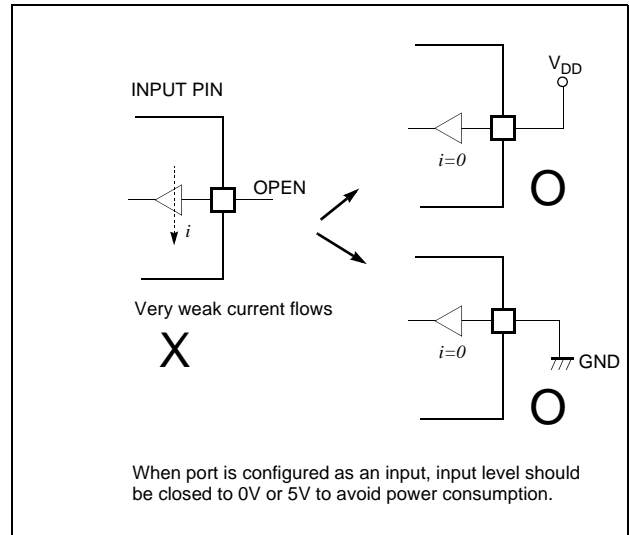 INPUT PIN
OPEN
i
Very weak current flows
X
VDD
i=0
O
i=0
GND
O
When port is configured as an input, input level should
be closed to 0V or 5V to avoid power consumption.